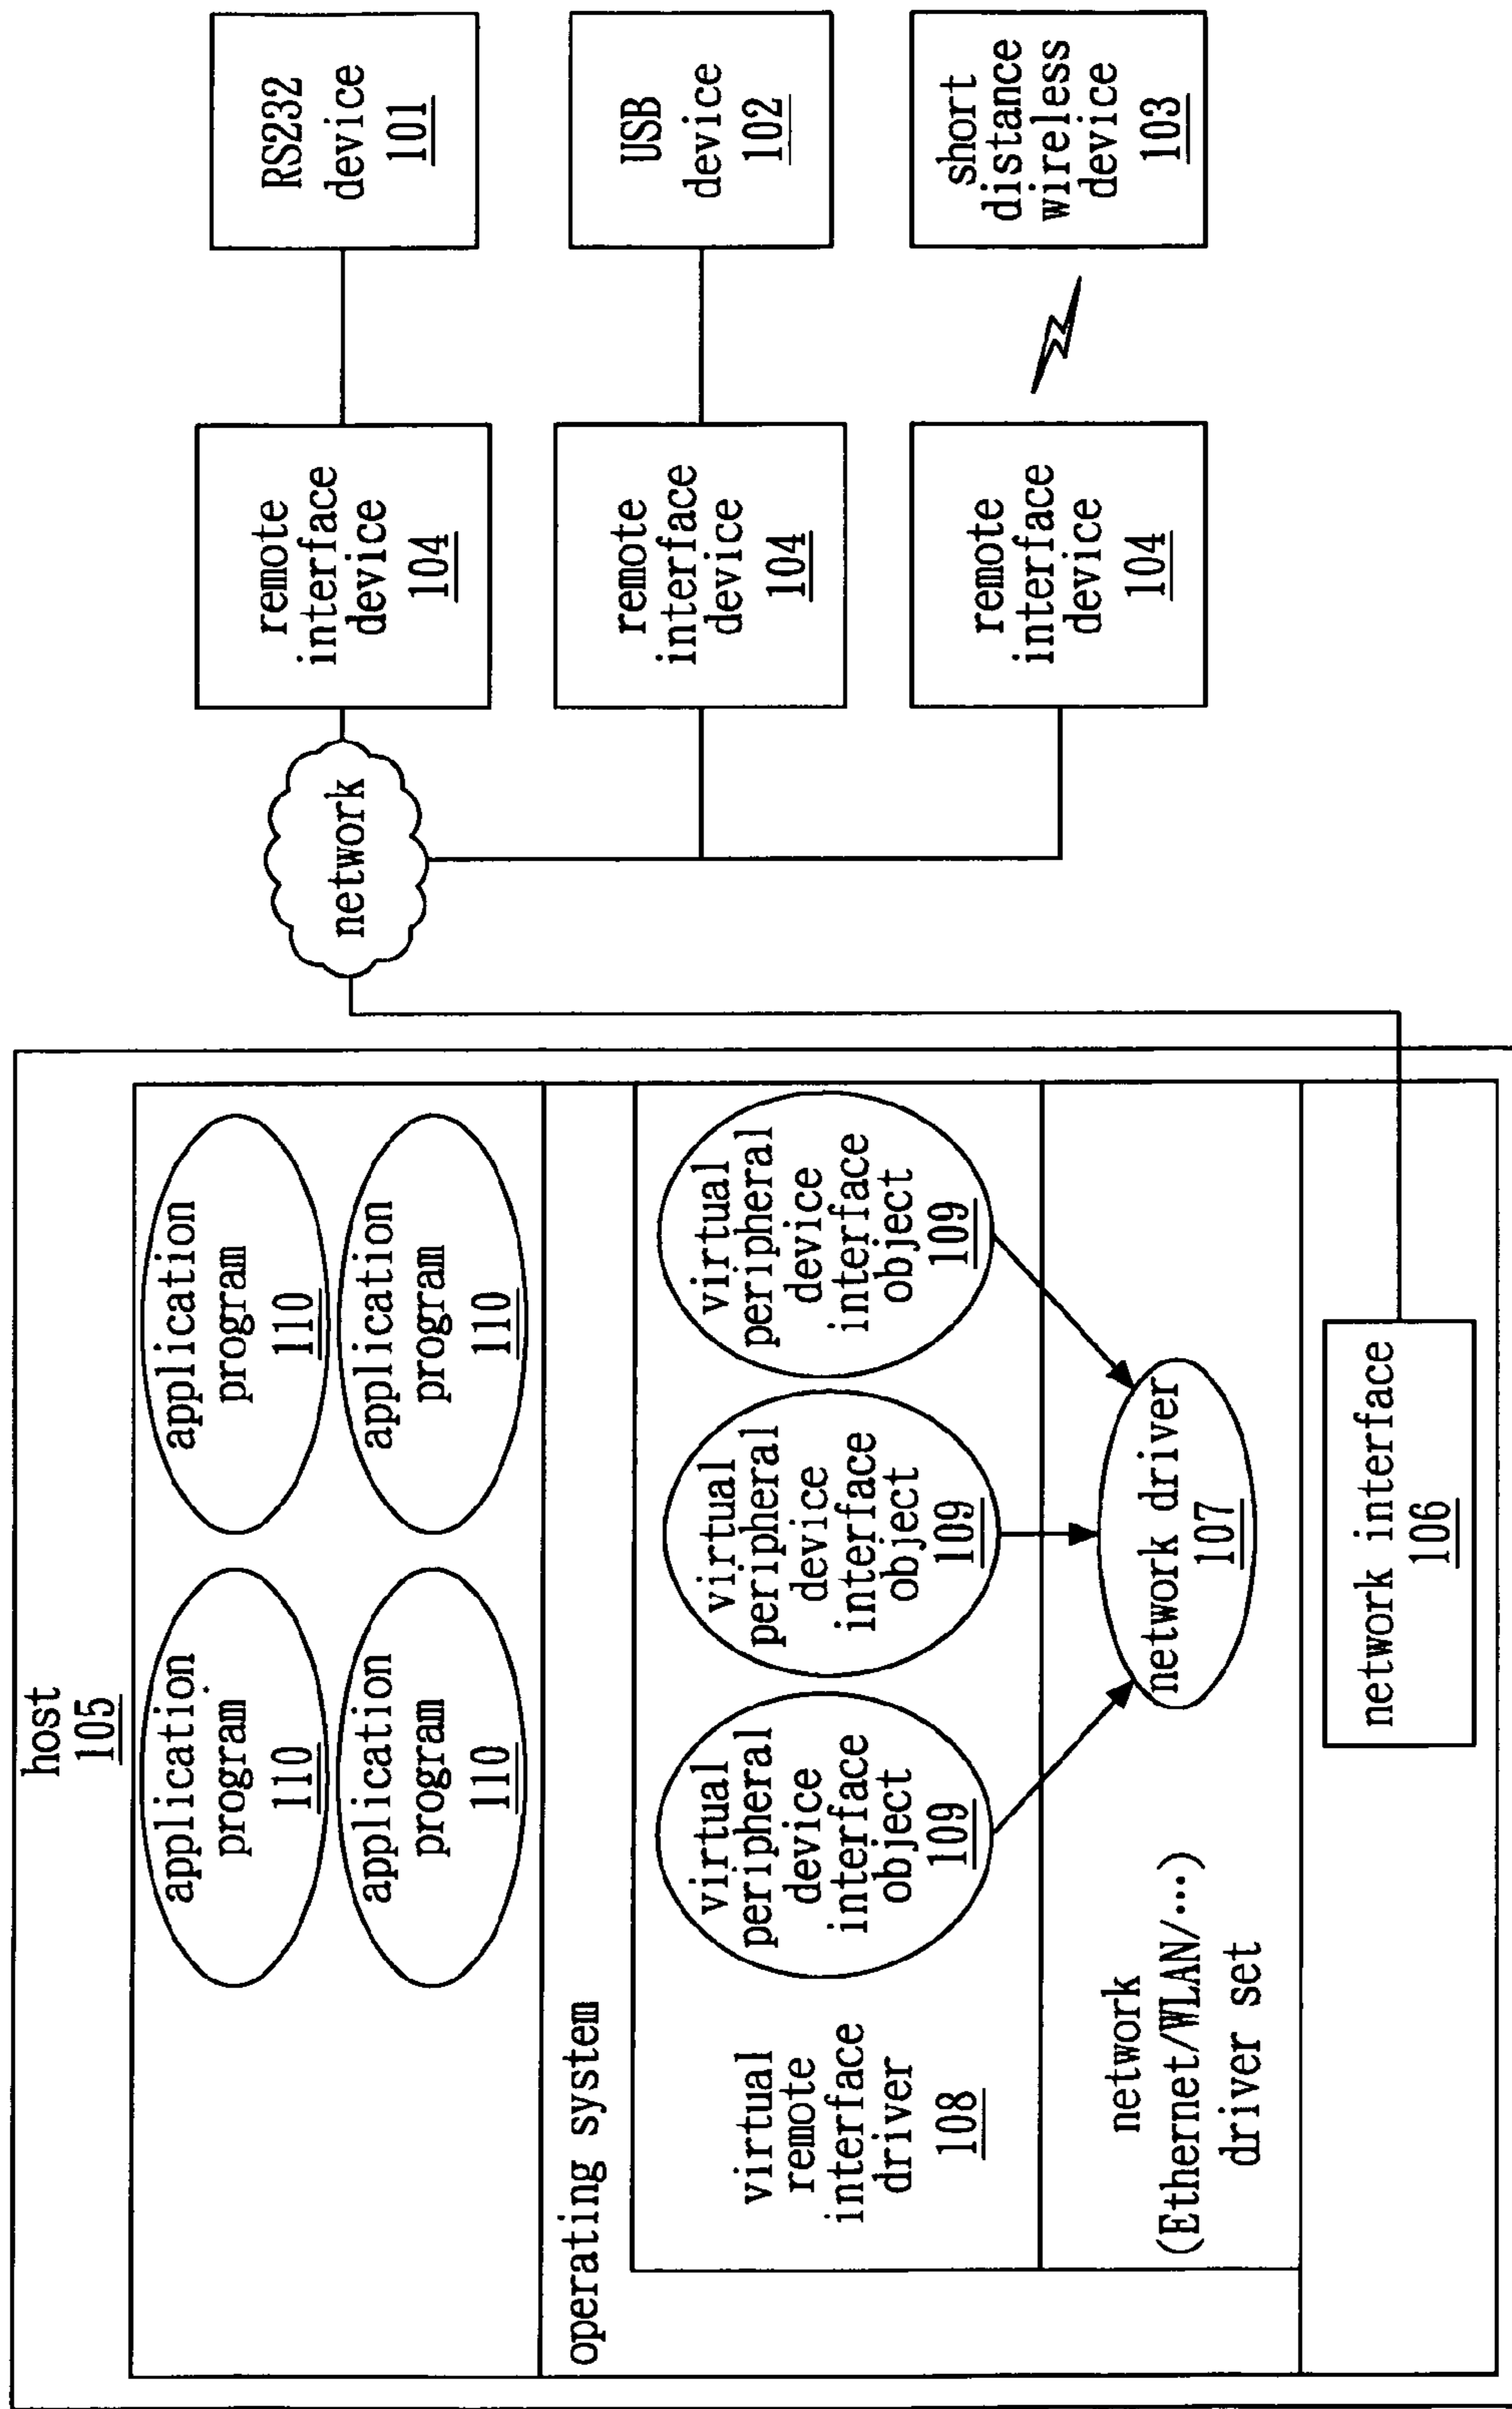 host
105
application
program
110
application
program
110
application
program
110
application
program
110
operating system
virtual
remote
interface
driver
108
virtual
peripheral
device
interface
object
109
virtual
peripheral
device
interface
object
109
virtual
peripheral
device
interface
object
109
network
(Ethernet/WLAN/...)
driver set
network driver
107
network interface
106
network
remote
interface
device
104
remote
interface
device
104
remote
interface
device
104
RS232
device
101
USB
device
102
short
distance
wireless
device
103